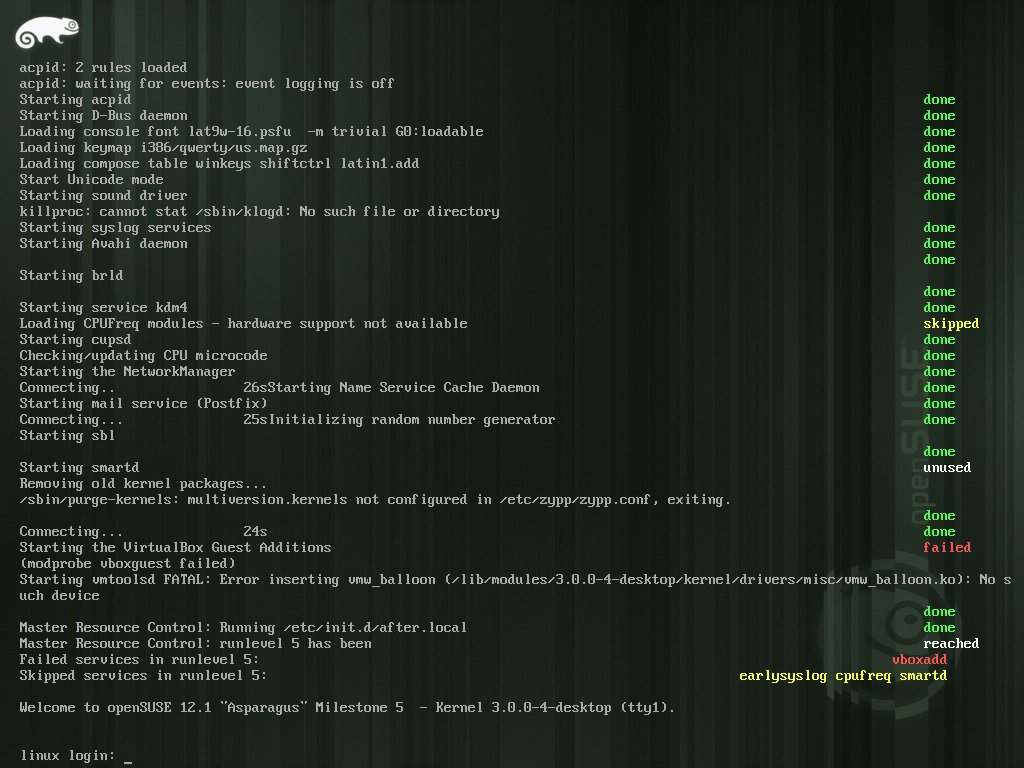 acpid: 2 rules loaded
acpid: waiting for events: event logging is off
Starting acpid done
Starting D-Bus daemon done
Loading console font lat9w-16.psfu  -m trivial G0:loadable done
Loading keymap i386/qwerty/us.map.gz done
Loading compose table winkeys shiftctrl latin1.add done
Start Unicode mode done
Starting sound driver done
killproc: cannot stat /sbin/klogd: No such file or directory
Starting syslog services done
Starting Avahi daemon done
done
Starting brld
done
Starting service kdm4 done
Loading CPUFreq modules - hardware support not available skipped
Starting cupsd done
Checking/updating CPU microcode done
Starting the NetworkManager done
Connecting.. 26sStarting Name Service Cache Daemon done
Starting mail service (Postfix) done
Connecting... 25sInitializing random number generator done
Starting sbl
done
Starting smartd unused
Removing old kernel packages...
/sbin/purge-kernels: multiversion.kernels not configured in /etc/zypp/zypp.conf, exiting.
done
Connecting... 24s done
Starting the VirtualBox Guest Additions failed
(modprobe vboxguest failed)
Starting vmtoolsd FATAL: Error inserting vmw_balloon (/lib/modules/3.0.0-4-desktop/kernel/drivers/misc/vmw_balloon.ko): No s
uch device
done
Master Resource Control: Running /etc/init.d/after.local done
Master Resource Control: runlevel 5 has been reached
Failed services in runlevel 5: vboxadd
Skipped services in runlevel 5: earlysyslog cpufreq smartd
Welcome to openSUSE 12.1 "Asparagus" Milestone 5  - Kernel 3.0.0-4-desktop (tty1).
linux login: _
openSUSE